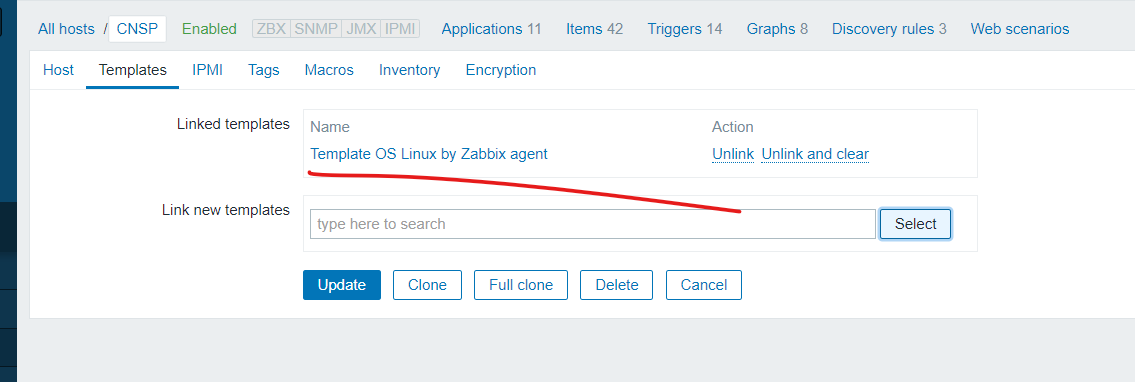 All hosts / CNSP Enabled ZBX SNMP JMX IPMI Applications 11 Items 42 Triggers 14 Graphs 8 Discovery rules 3 Web scenarios
Host Templates IPMI Tags Macros Inventory Encryption
Linked templates Name Action
Template OS Linux by Zabbix agent Unlink Unlink and clear
Link new templates type here to search Select
Update Clone Full clone Delete Cancel